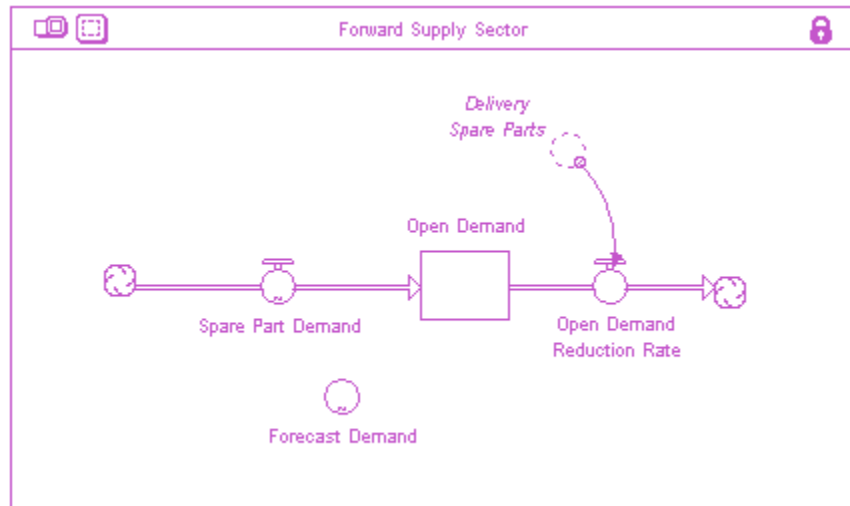 Forward Supply Sector
Delivery
Spare Parts
Open Demand
Spare Part Demand
Open Demand
Reduction Rate
Forecast Demand